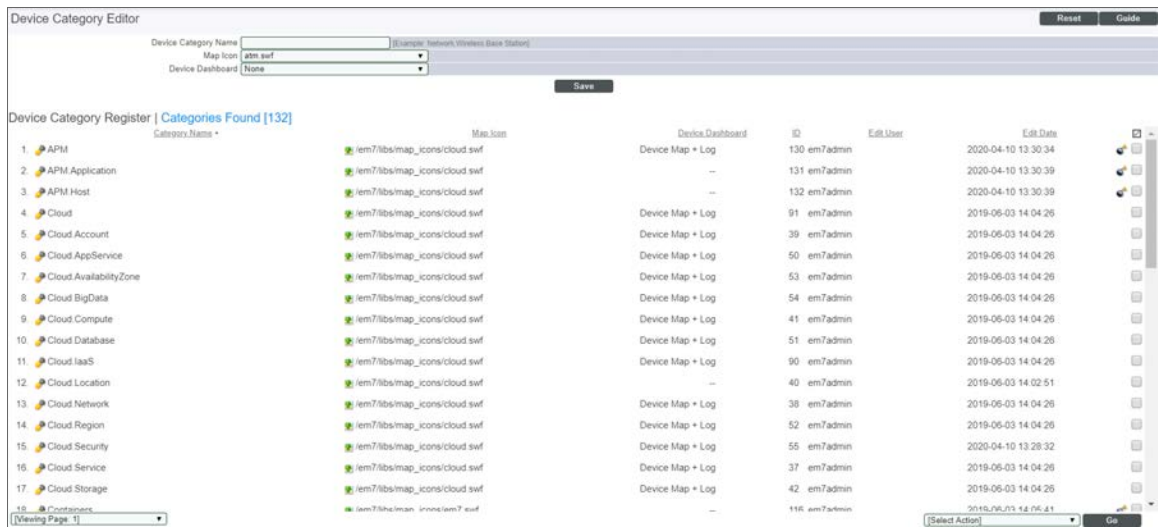 Device Category Editor Reset Guide
Device Category Name [Example: Network.Wireless Base Station]
Map Icon atm.swf
Device Dashboard None
Save
Device Category Register | Categories Found [132]
Category Name • Map Icon Device Dashboard ID Edit User Edit Date
1. APM /em7/libs/map_icons/cloud.swf Device Map + Log 130 em7admin 2020-04-10 13:30:34
2. APM.Application /em7/libs/map_icons/cloud.swf -- 131 em7admin 2020-04-10 13:30:39
3. APM.Host /em7/libs/map_icons/cloud.swf -- 132 em7admin 2020-04-10 13:30:39
4. Cloud /em7/libs/map_icons/cloud.swf Device Map + Log 91 em7admin 2019-06-03 14:04:26
5. Cloud.Account /em7/libs/map_icons/cloud.swf Device Map + Log 39 em7admin 2019-06-03 14:04:26
6. Cloud.AppService /em7/libs/map_icons/cloud.swf Device Map + Log 50 em7admin 2019-06-03 14:04:26
7. Cloud.AvailabilityZone /em7/libs/map_icons/cloud.swf Device Map + Log 53 em7admin 2019-06-03 14:04:26
8. Cloud.BigData /em7/libs/map_icons/cloud.swf Device Map + Log 54 em7admin 2019-06-03 14:04:26
9. Cloud.Compute /em7/libs/map_icons/cloud.swf Device Map + Log 41 em7admin 2019-06-03 14:04:26
10. Cloud.Database /em7/libs/map_icons/cloud.swf Device Map + Log 51 em7admin 2019-06-03 14:04:26
11. Cloud.IaaS /em7/libs/map_icons/cloud.swf Device Map + Log 90 em7admin 2019-06-03 14:04:26
12. Cloud.Location /em7/libs/map_icons/cloud.swf -- 40 em7admin 2019-06-03 14:02:51
13. Cloud.Network /em7/libs/map_icons/cloud.swf Device Map + Log 38 em7admin 2019-06-03 14:04:26
14. Cloud.Region /em7/libs/map_icons/cloud.swf Device Map + Log 52 em7admin 2019-06-03 14:04:26
15. Cloud.Security /em7/libs/map_icons/cloud.swf Device Map + Log 55 em7admin 2020-04-10 13:28:32
16. Cloud.Service /em7/libs/map_icons/cloud.swf Device Map + Log 37 em7admin 2019-06-03 14:04:26
17. Cloud.Storage /em7/libs/map_icons/cloud.swf Device Map + Log 42 em7admin 2019-06-03 14:04:26
18. Containers /em7/libs/map_icons/em7.swf 116 em7admin 2019-06-03 14:05:41
[Viewing Page: 1] [Select Action] Go